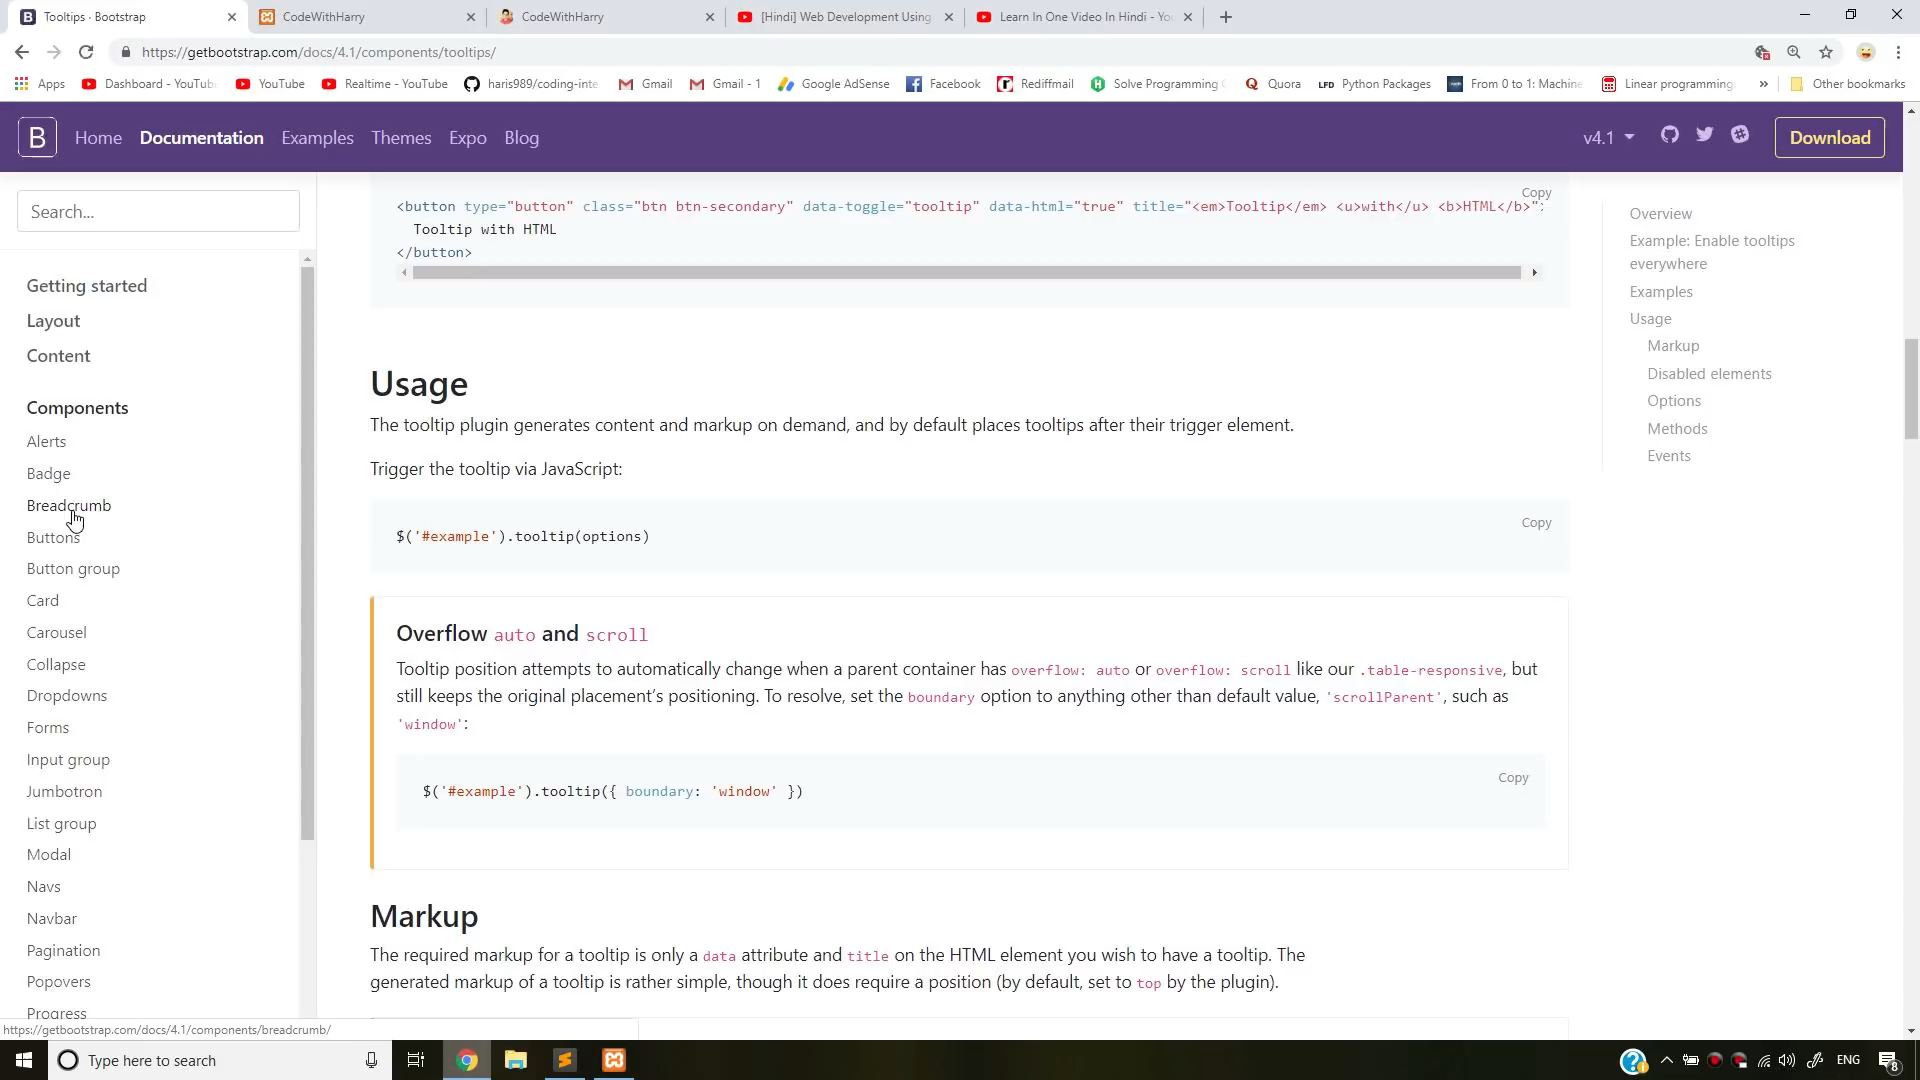 Tooltips · Bootstrap
CodeWithHarry
CodeWithHarry
[Hindi] Web Development Using
Learn In One Video In Hindi - You
https://getbootstrap.com/docs/4.1/components/tooltips/
Apps
Dashboard - YouTube
YouTube
Realtime - YouTube
haris989/coding-inte
Gmail
Gmail - 1
Google AdSense
Facebook
Rediffmail
Solve Programming
Quora
LFD Python Packages
From 0 to 1: Machine
Linear programming
»
Other bookmarks
B
Home
Documentation
Examples
Themes
Expo
Blog
v4.1
Download
Search...
Getting started
Layout
Content
Components
Alerts
Badge
Breadcrumb
Buttons
Button group
Card
Carousel
Collapse
Dropdowns
Forms
Input group
Jumbotron
List group
Modal
Navs
Navbar
Pagination
Popovers
Progress
Copy
<button type="button" class="btn btn-secondary" data-toggle="tooltip" data-html="true" title="<em>Tooltip</em> <u>with</u> <b>HTML</b>">
Tooltip with HTML
</button>
Usage
The tooltip plugin generates content and markup on demand, and by default places tooltips after their trigger element.
Trigger the tooltip via JavaScript:
Copy
$('#example').tooltip(options)
Overflow auto and scroll
Tooltip position attempts to automatically change when a parent container has overflow: auto or overflow: scroll like our .table-responsive, but
still keeps the original placement’s positioning. To resolve, set the boundary option to anything other than default value, 'scrollParent', such as
'window':
Copy
$('#example').tooltip({ boundary: 'window' })
Markup
The required markup for a tooltip is only a data attribute and title on the HTML element you wish to have a tooltip. The
generated markup of a tooltip is rather simple, though it does require a position (by default, set to top by the plugin).
Overview
Example: Enable tooltips
everywhere
Examples
Usage
Markup
Disabled elements
Options
Methods
Events
https://getbootstrap.com/docs/4.1/components/breadcrumb/
Type here to search
ENG
8